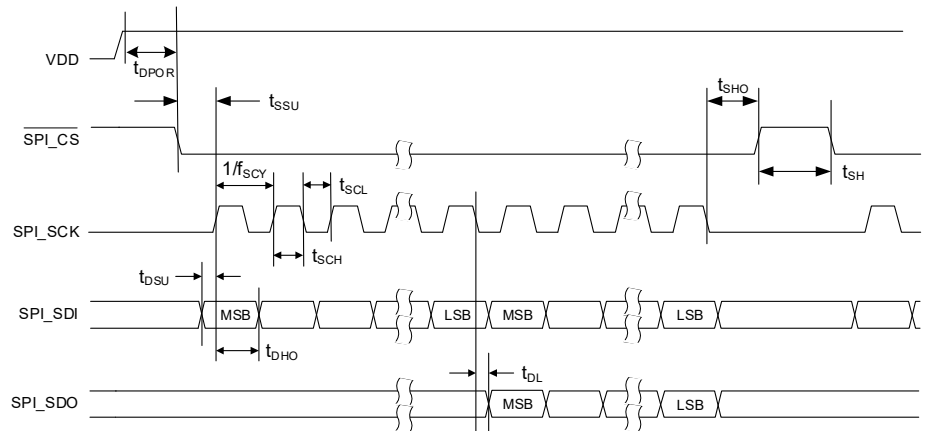 VDD
tDPOR
tSSU
tSHO
SPI_CS
1/fSCY
tSCL
tSH
SPI_SCK
tSCH
tDSU
SPI_SDI
MSB
LSB
MSB
LSB
tDHO
tDL
SPI_SDO
MSB
LSB